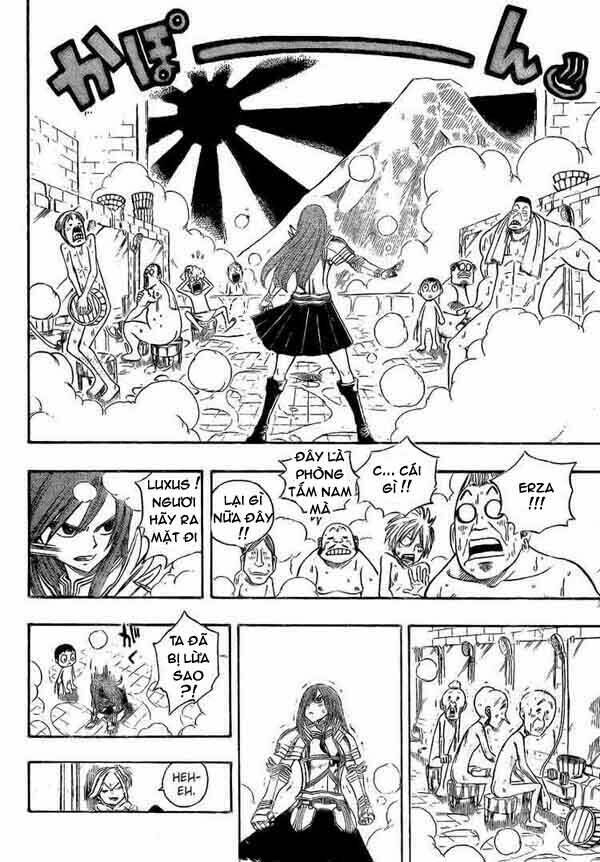 かぽーーん♨
ERZA
!!!
C... CÁI
GÌ !!
ĐÂY LÀ
PHÒNG
TẮM NAM
MÀ
LẠI GÌ
NỮA ĐÂY
!!
LUXUS !
NGƯƠI
HÃY RA
MẶT ĐI
TA ĐÃ
BỊ LỪA
SAO
?!
HEH-
EH.